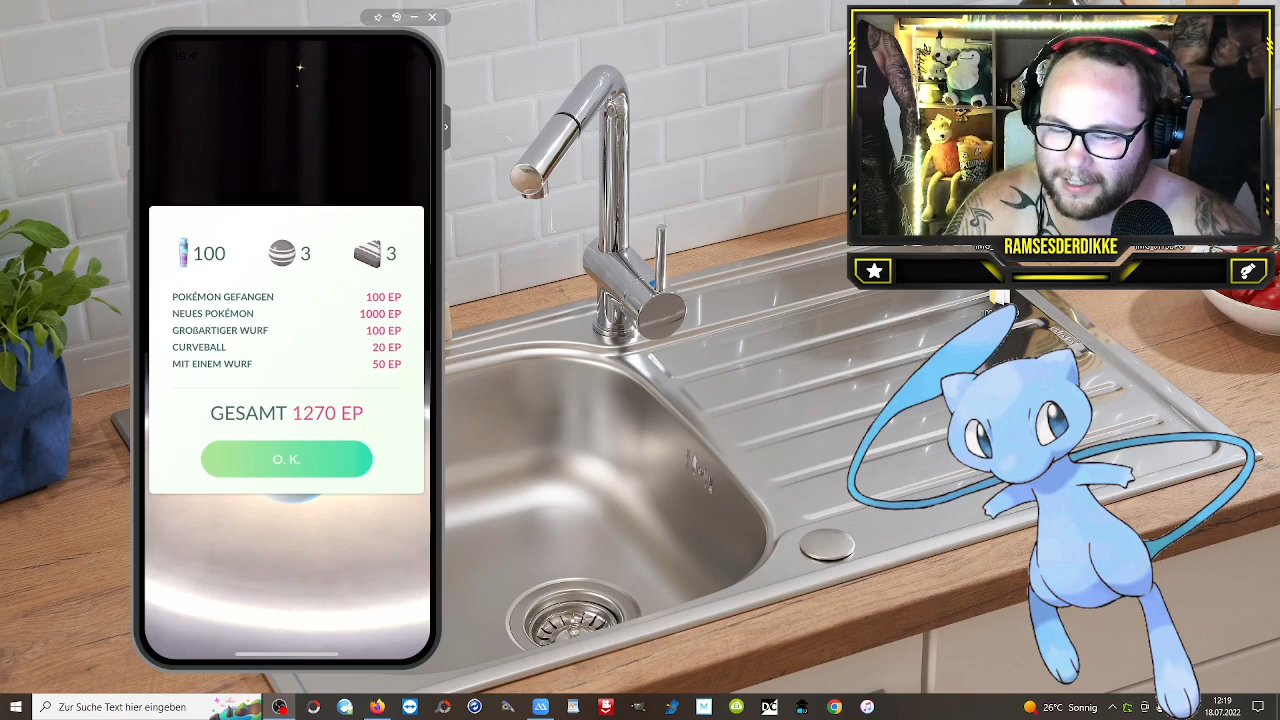 100 3 3
POKÉMON GEFANGEN 100 EP
NEUES POKÉMON 1000 EP
GROẞARTIGER WURF 100 EP
CURVEBALL 20 EP
MIT EINEM WURF 50 EP
GESAMT 1270 EP
O. K.
RAMSESDERDIKKE
Zur Suche Text hier eingeben
DC
M
26°C Sonnig
12:19
18.07.2022